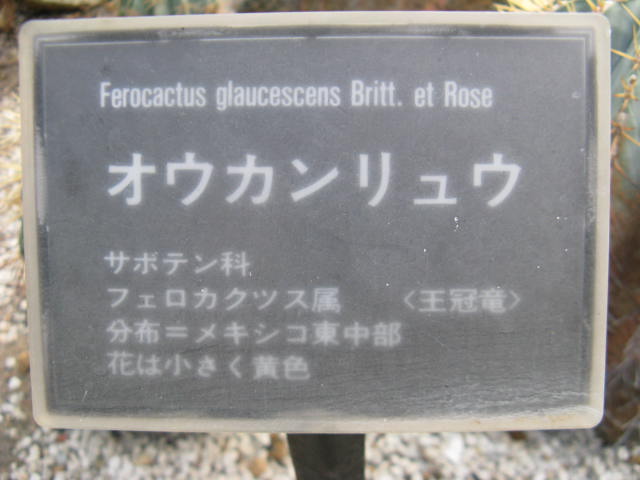 Ferocactus glaucescens Britt. et Rose
オウカンリュウ
サボテン科
フェロカクツス属　〈王冠竜〉
分布＝メキシコ東中部
花は小さく黄色